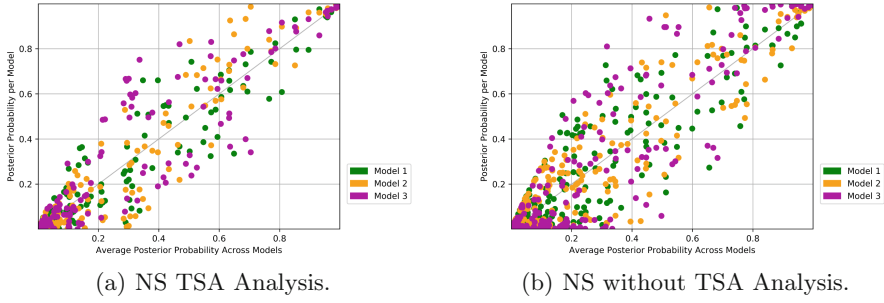 Posterior Probability per Model
0.8
0.6
0.4
0.2
0.2 0.4 0.6 0.8
Average Posterior Probability Across Models
Model 1
Model 2
Model 3
(a) NS TSA Analysis.
Posterior Probability per Model
0.8
0.6
0.4
0.2
0.2 0.4 0.6 0.8
Average Posterior Probability Across Models
Model 1
Model 2
Model 3
(b) NS without TSA Analysis.